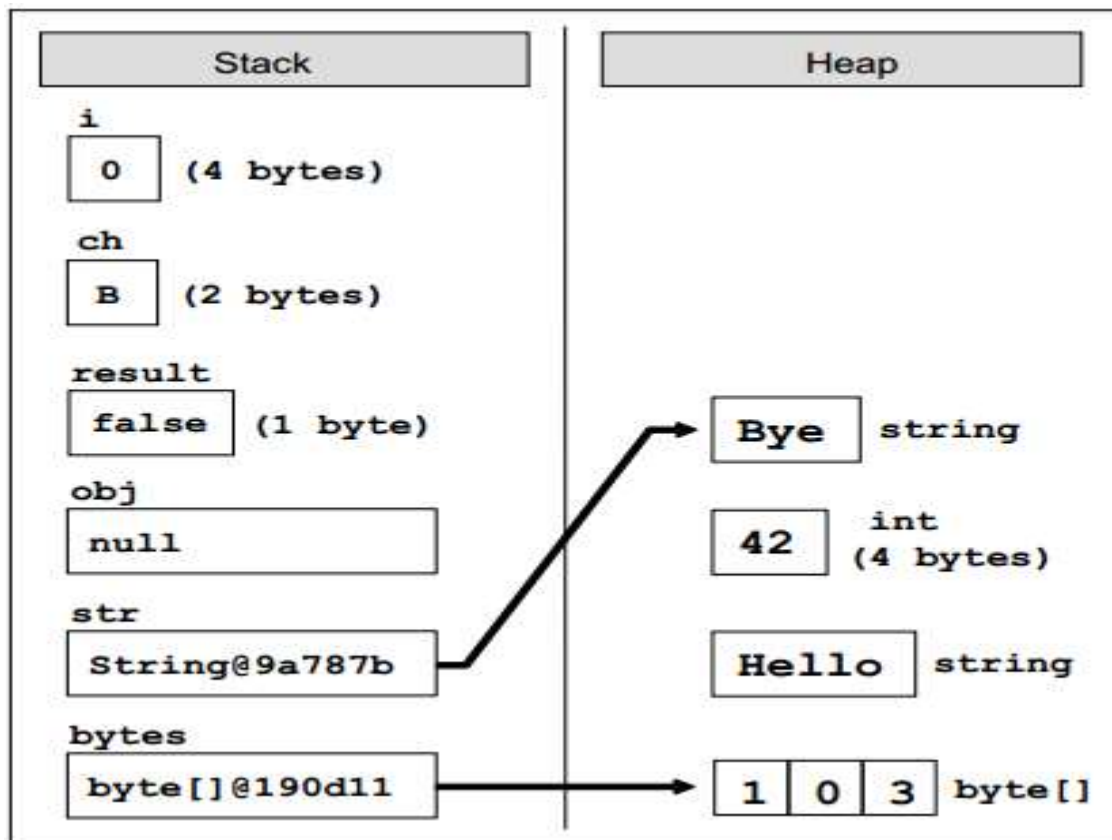 Stack
Heap
i
0 (4 bytes)
ch
B (2 bytes)
result
false (1 byte)
Bye string
obj
null
42 int
(4 bytes)
str
String@9a787b
Hello string
bytes
byte[]@190d11
1 0 3 byte[]